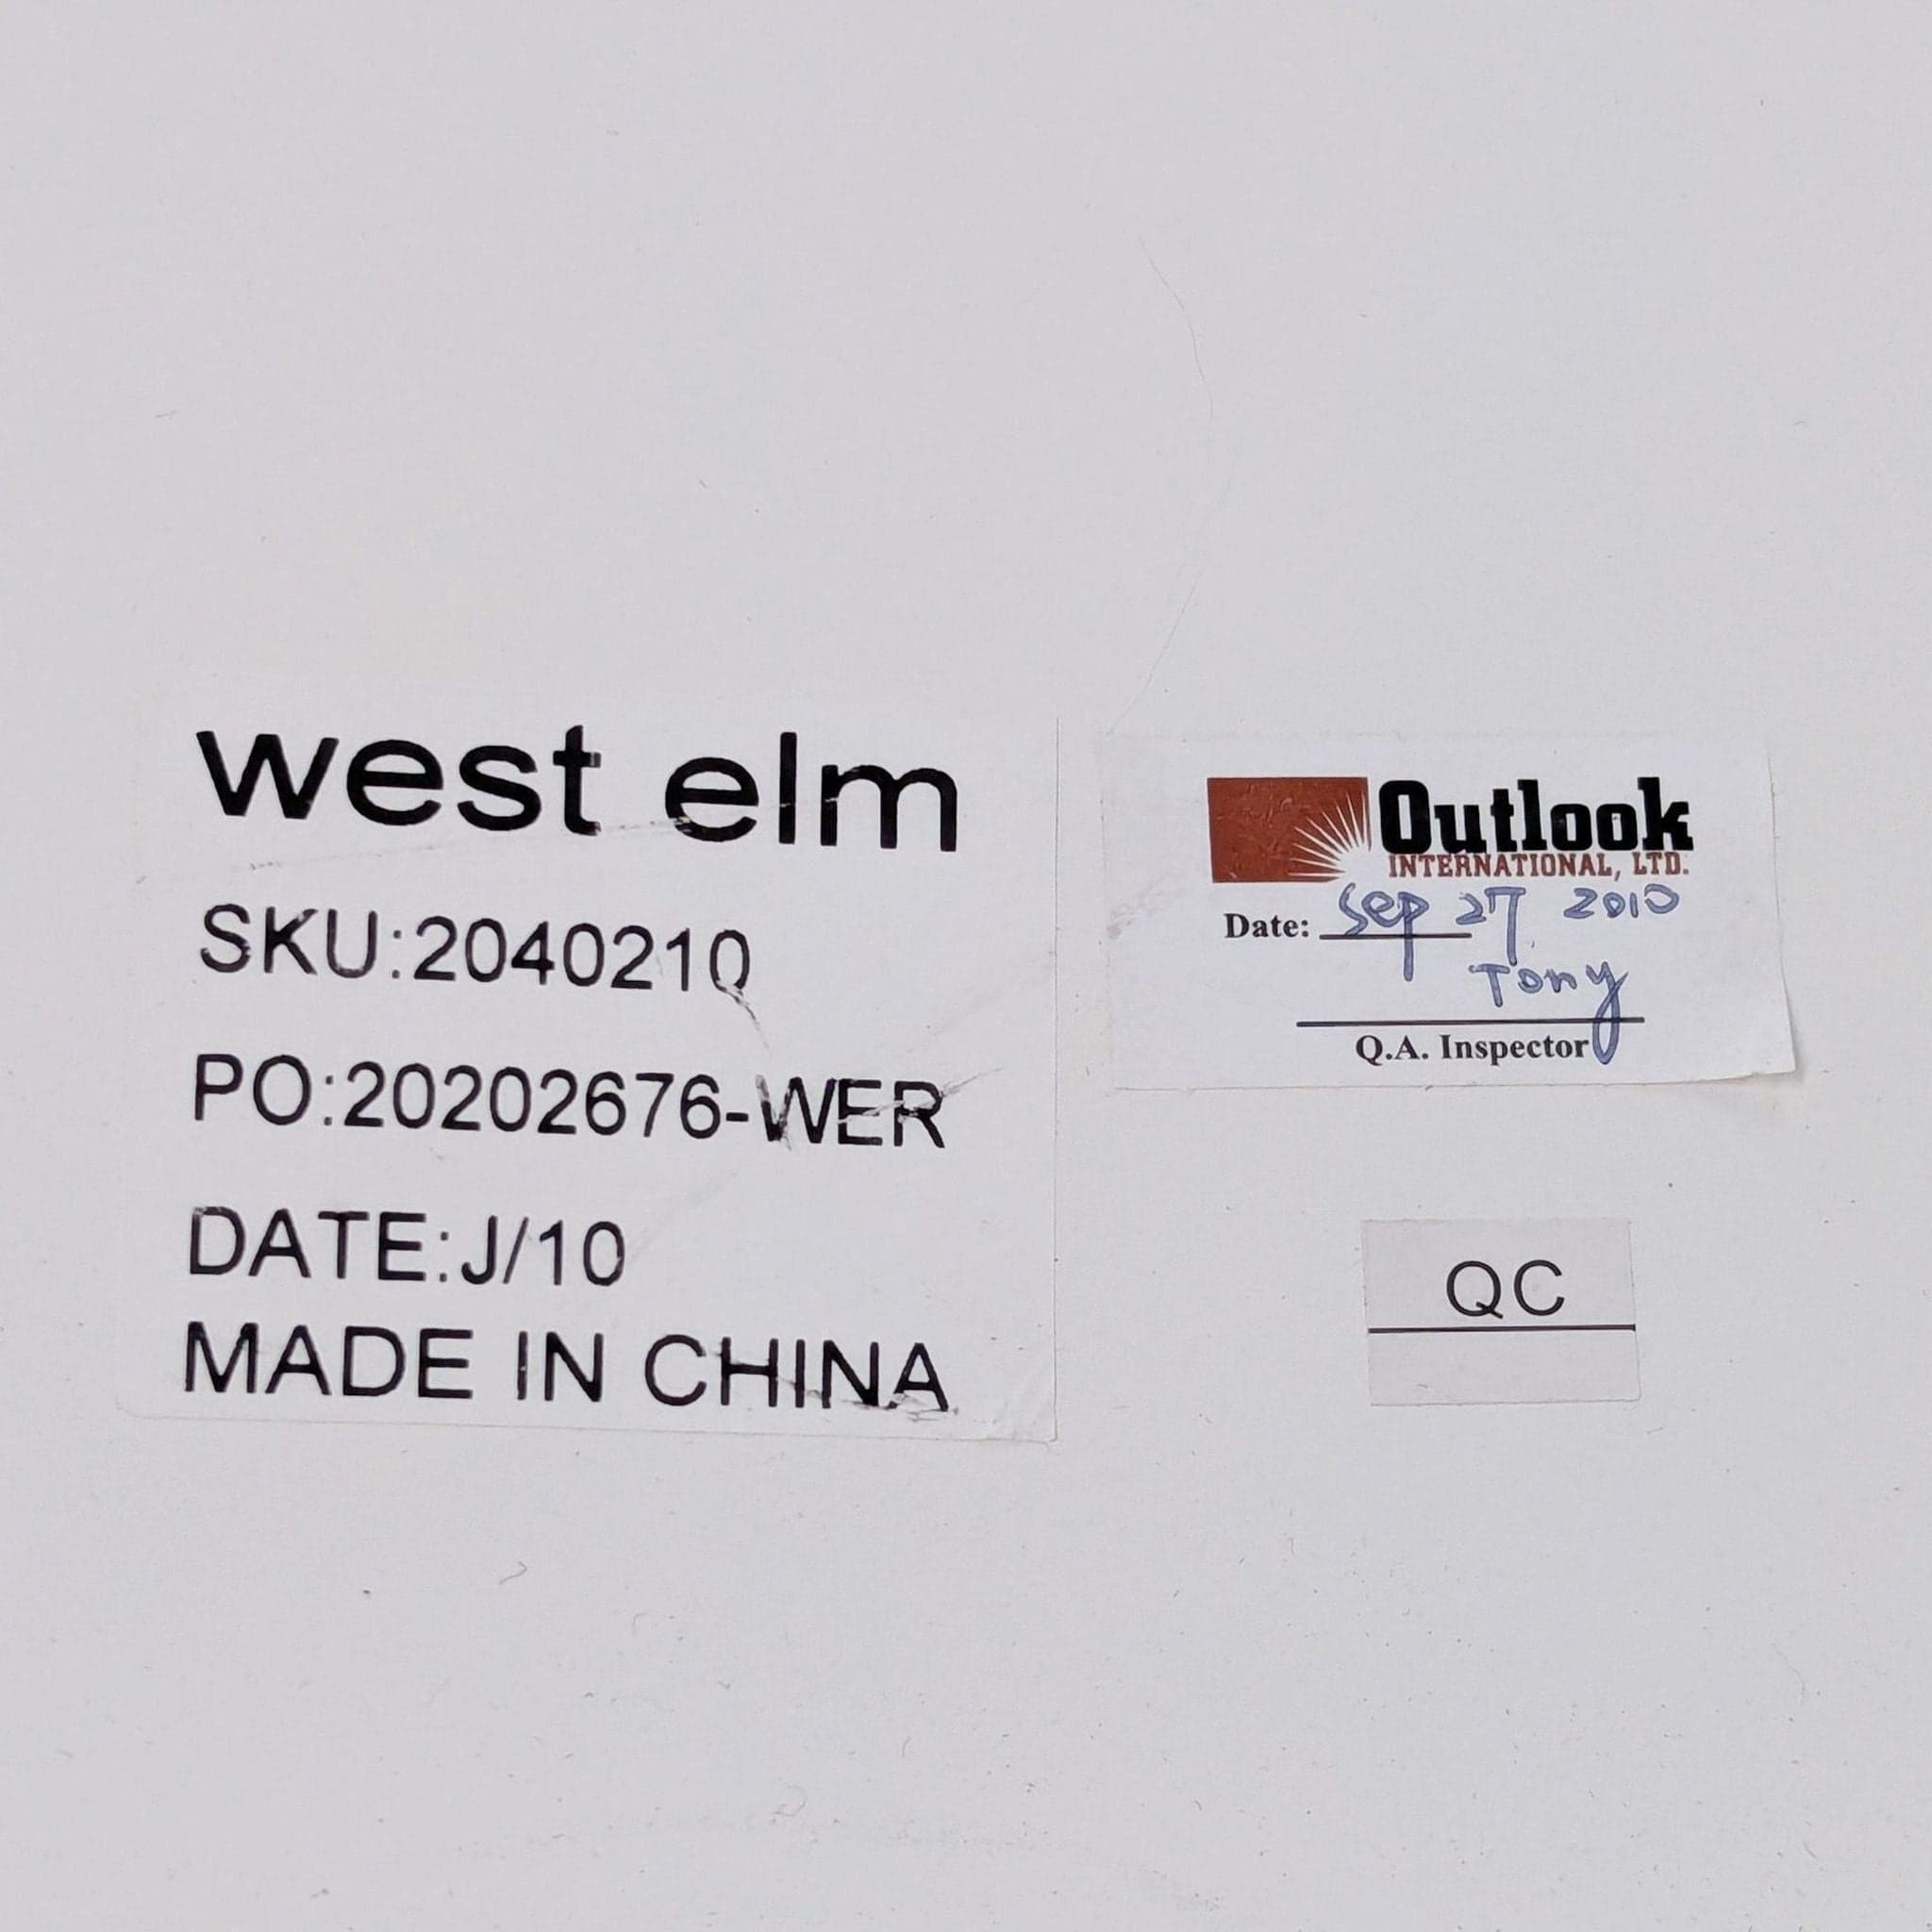 west elm
SKU:2040210
PO:20202676-WER
DATE:J/10
MADE IN CHINA
Outlook
INTERNATIONAL, LTD.
Date: Sep 27 2010
Tony
Q.A. Inspector
QC